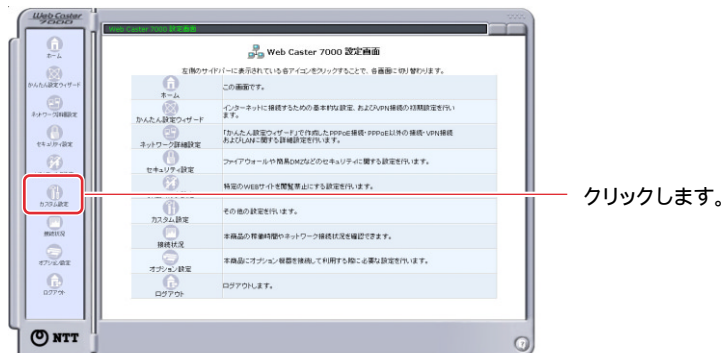 Web Caster
7000
Web Caster 7000 設定画面
Web Caster 7000 設定画面
左側のサイドバーに表示されている各アイコンをクリックすることで、各画面に切り替わります。
ホーム
かんたん設定ウィザード
ネットワーク詳細設定
セキュリティ設定
カスタム設定
接続状況
オプション設定
ログアウト
ホーム
この画面です。
かんたん設定ウィザード
インターネットに接続するための基本的な設定、およびVPN接続の初期設定を行い
ます。
ネットワーク詳細設定
「かんたん設定ウィザード」で作成したPPPoE接続・PPPoE以外の接続・VPN接続
およびLANに関する詳細設定を行います。
セキュリティ設定
ファイアウォールや簡易DMZなどのセキュリティに関する設定を行います。
特定のWEBサイトを閲覧禁止にする設定を行います。
カスタム設定
その他の設定を行います。
接続状況
本商品の稼働時間やネットワーク接続状況を確認できます。
オプション設定
本商品にオプション機器を接続して利用する際に必要な設定を行います。
ログアウト
ログアウトします。
クリックします。
NTT